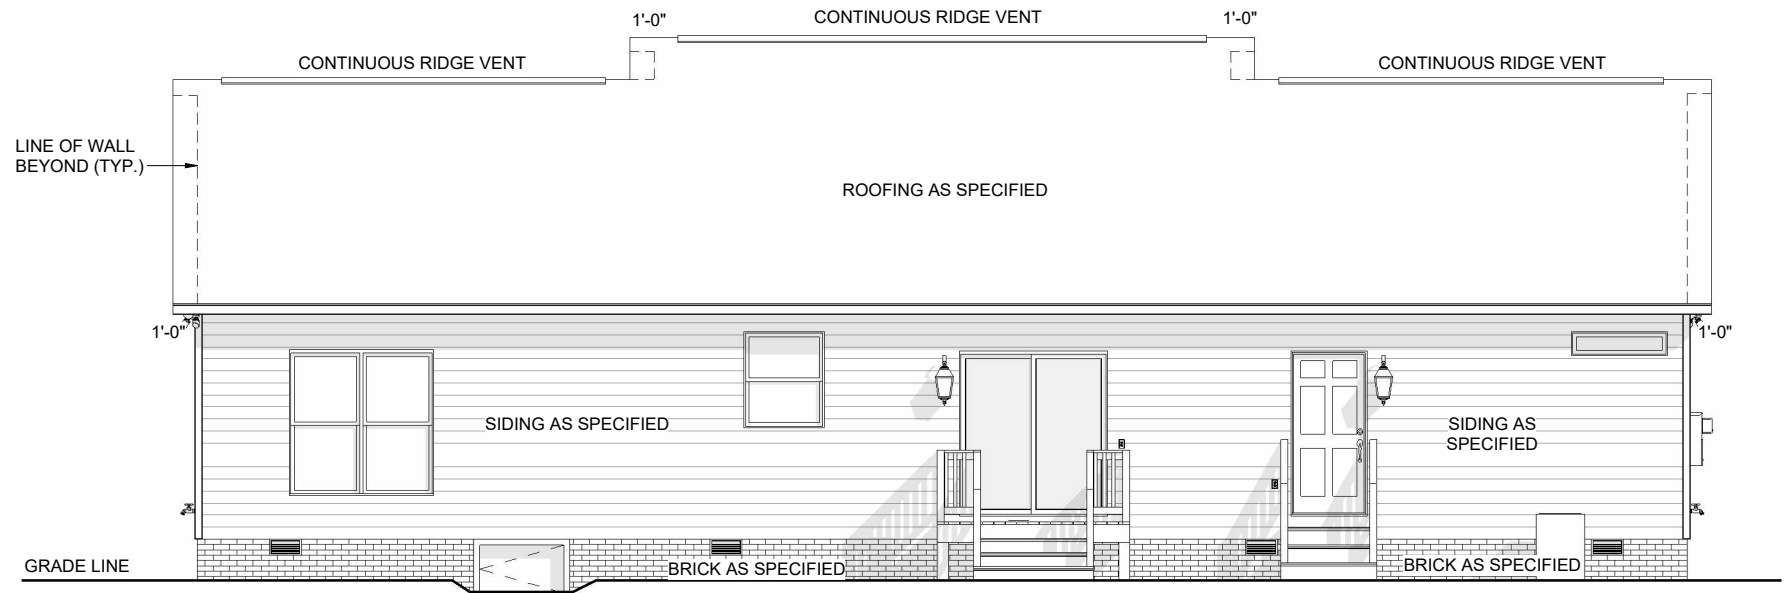 1'-0"
CONTINUOUS RIDGE VENT
1'-0"
CONTINUOUS RIDGE VENT
CONTINUOUS RIDGE VENT
LINE OF WALL
BEYOND (TYP.)
ROOFING AS SPECIFIED
1'-0"
1'-0"
SIDING AS SPECIFIED
SIDING AS
SPECIFIED
GRADE LINE
BRICK AS SPECIFIED
BRICK AS SPECIFIED